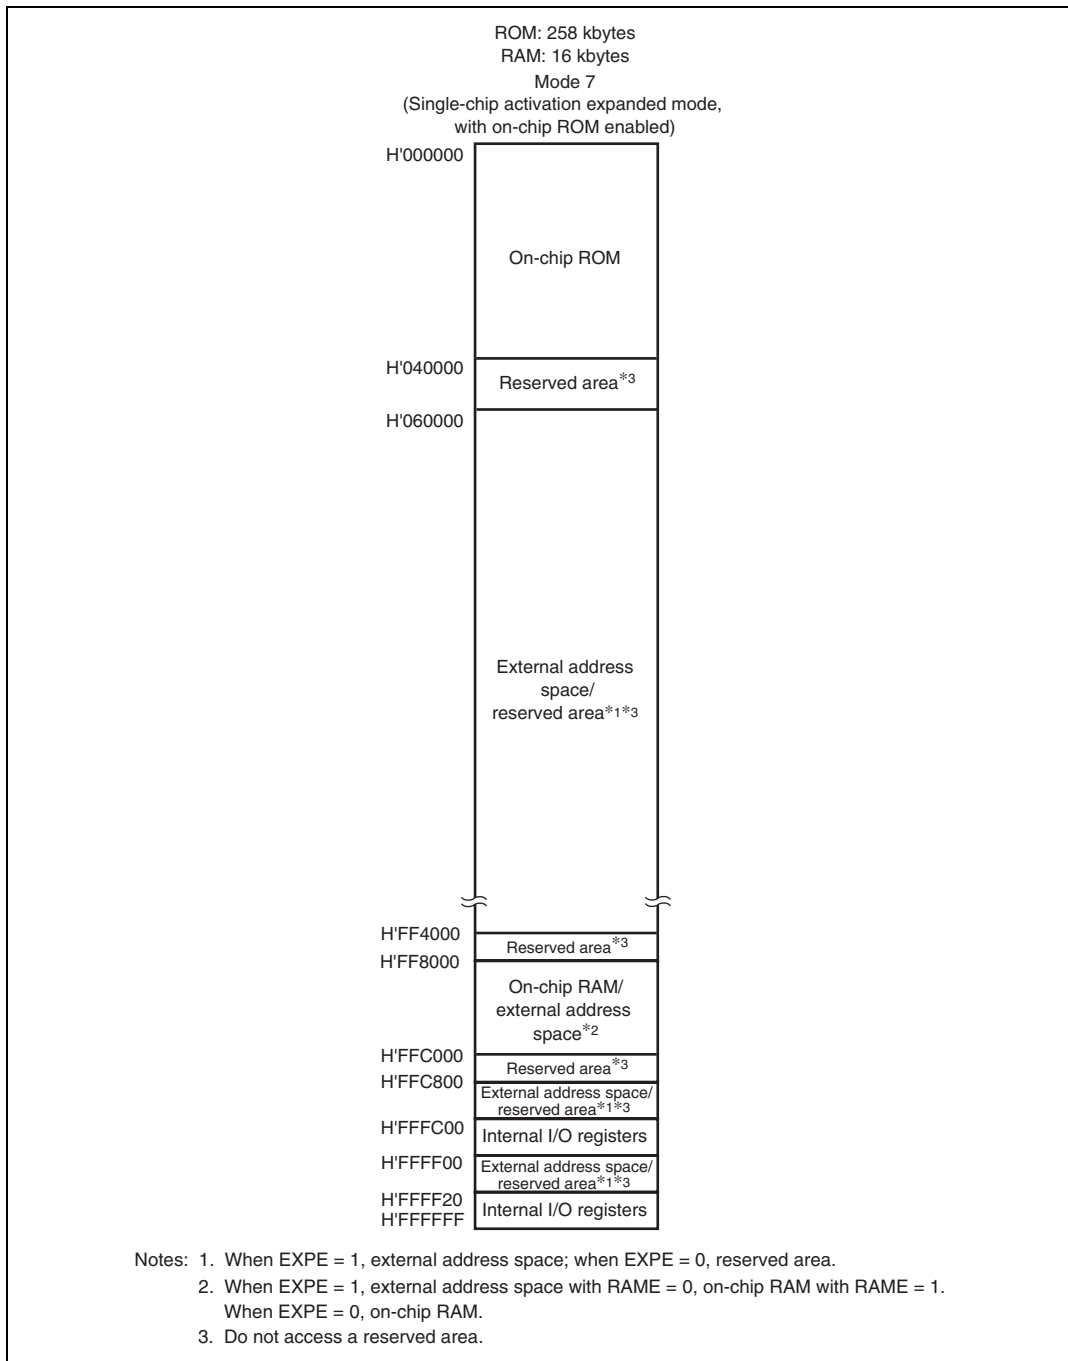 ROM: 258 kbytes
RAM: 16 kbytes
Mode 7
(Single-chip activation expanded mode,
with on-chip ROM enabled)
H'000000
On-chip ROM
H'040000
Reserved area*3
H'060000
External address
space/
reserved area*1*3
H'FF4000
Reserved area*3
H'FF8000
On-chip RAM/
external address
space*2
H'FFC000
Reserved area*3
H'FFC800
External address space/
reserved area*1*3
H'FFFC00
Internal I/O registers
H'FFFF00
External address space/
reserved area*1*3
H'FFFF20
Internal I/O registers
H'FFFFFF
Notes: 1. When EXPE = 1, external address space; when EXPE = 0, reserved area.
2. When EXPE = 1, external address space with RAME = 0, on-chip RAM with RAME = 1.
When EXPE = 0, on-chip RAM.
3. Do not access a reserved area.